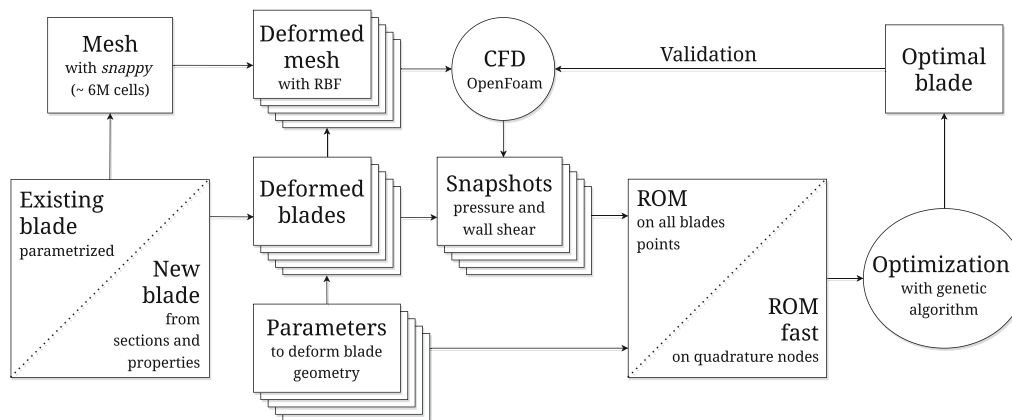 Mesh
with snappy
(~ 6M cells)
Deformed
mesh
with RBF
CFD
OpenFoam
Validation
Optimal
blade
Existing
blade
parametrized
New
blade
from
sections and
properties
Deformed
blades
Snapshots
pressure and
wall shear
ROM
on all blades
points
ROM
fast
on quadrature nodes
Optimization
with genetic
algorithm
Parameters
to deform blade
geometry